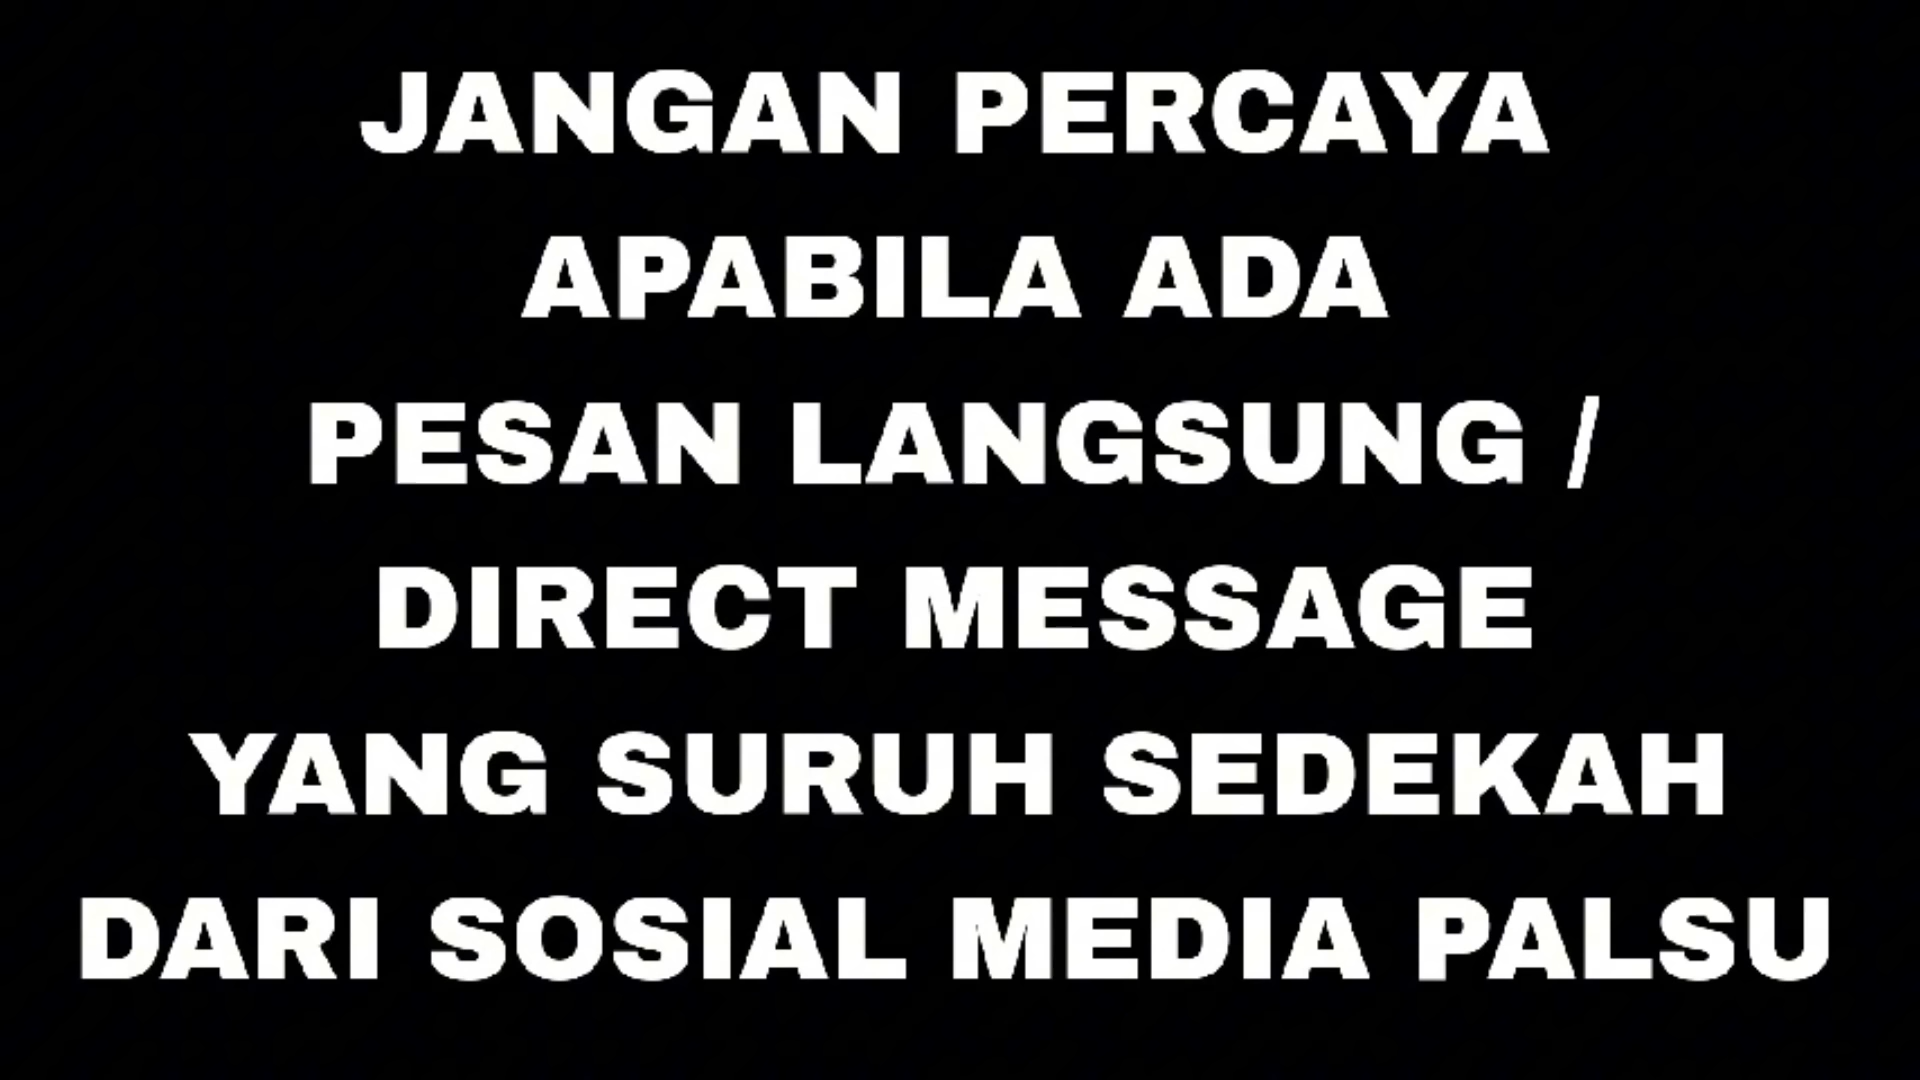 JANGAN PERCAYA
APABILA ADA
PESAN LANGSUNG /
DIRECT MESSAGE
YANG SURUH SEDEKAH
DARI SOSIAL MEDIA PALSU